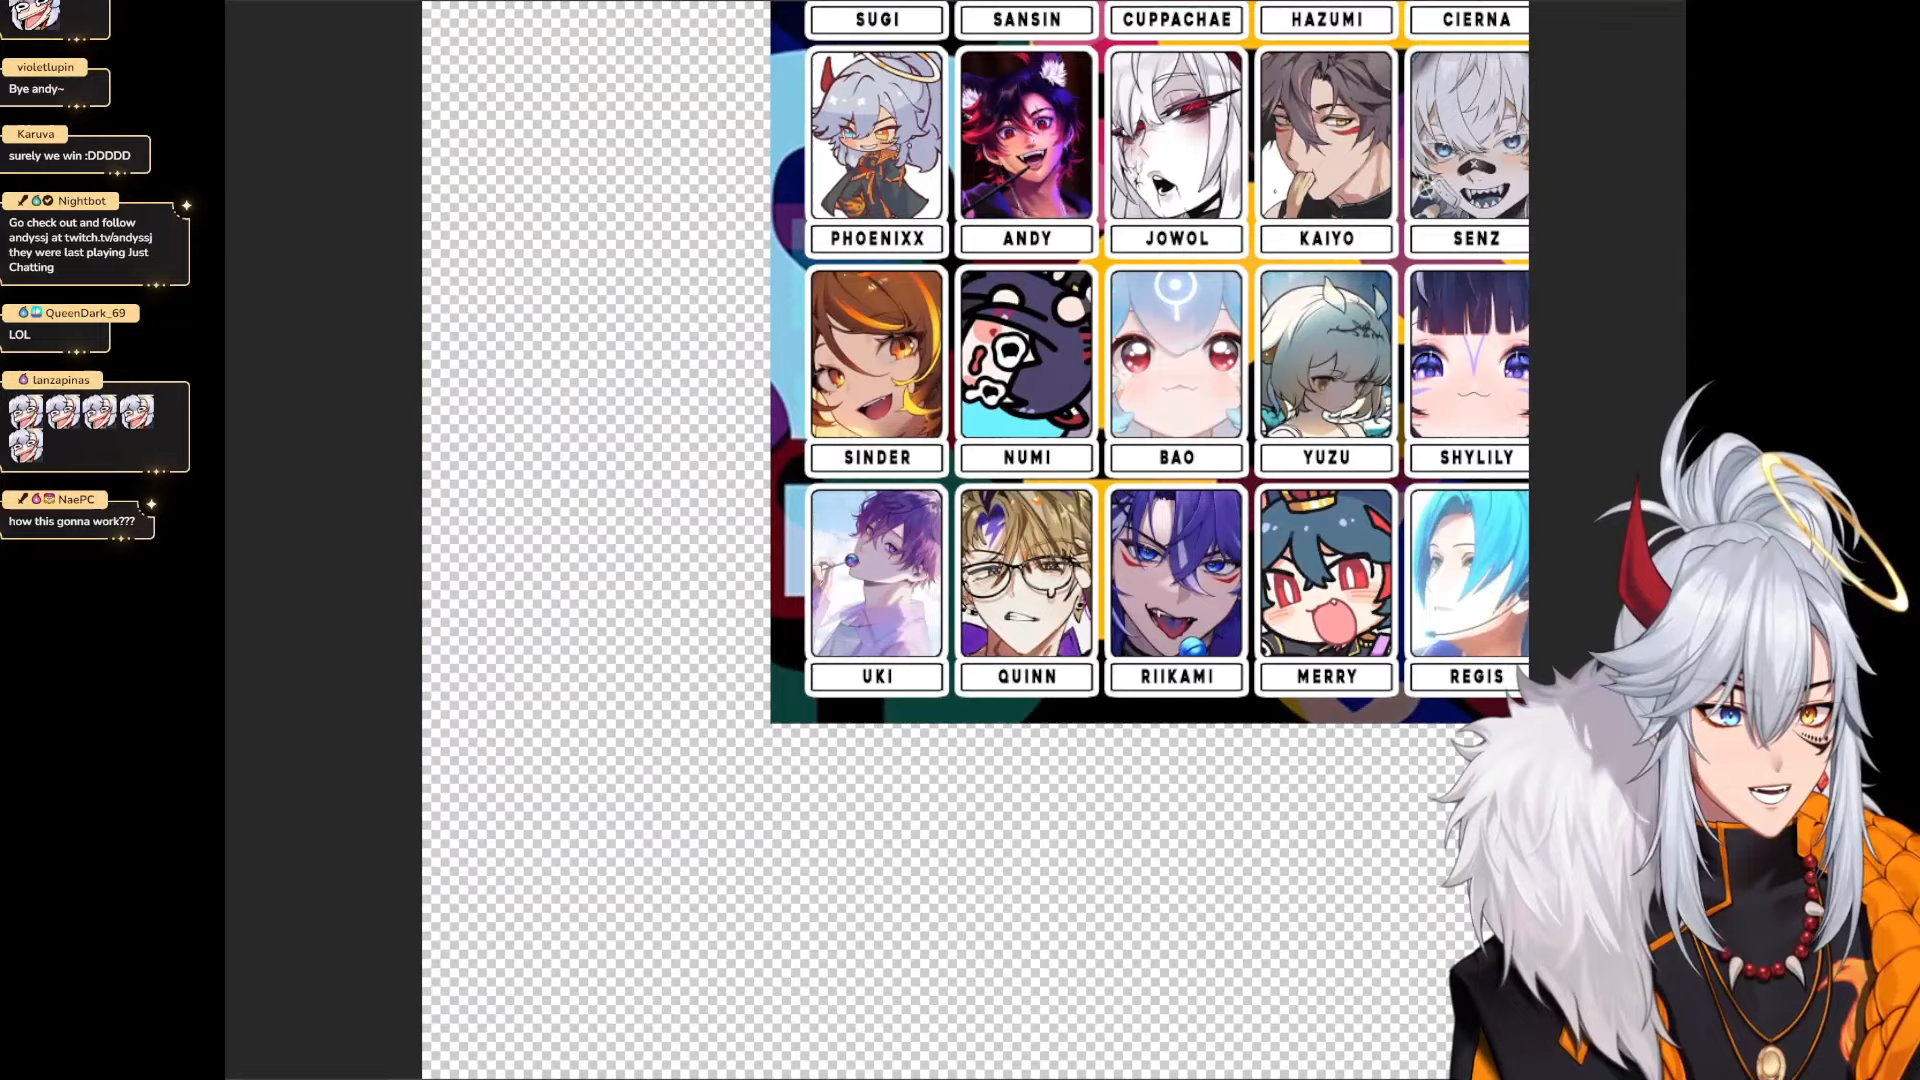 violetlupin
Bye andy~
Karuva
surely we win :DDDDD
Nightbot
Go check out and follow
andyssj at twitch.tv/andyssj
they were last playing Just
Chatting
QueenDark_69
LOL
lanzapinas
NaePC
how this gonna work???
SUGI SANSIN CUPPACHAE HAZUMI CIERNA
PHOENIXX ANDY JOWOL KAIYO SENZ
SINDER NUMI BAO YUZU SHYLILY
UKI QUINN RIIKAMI MERRY REGIS